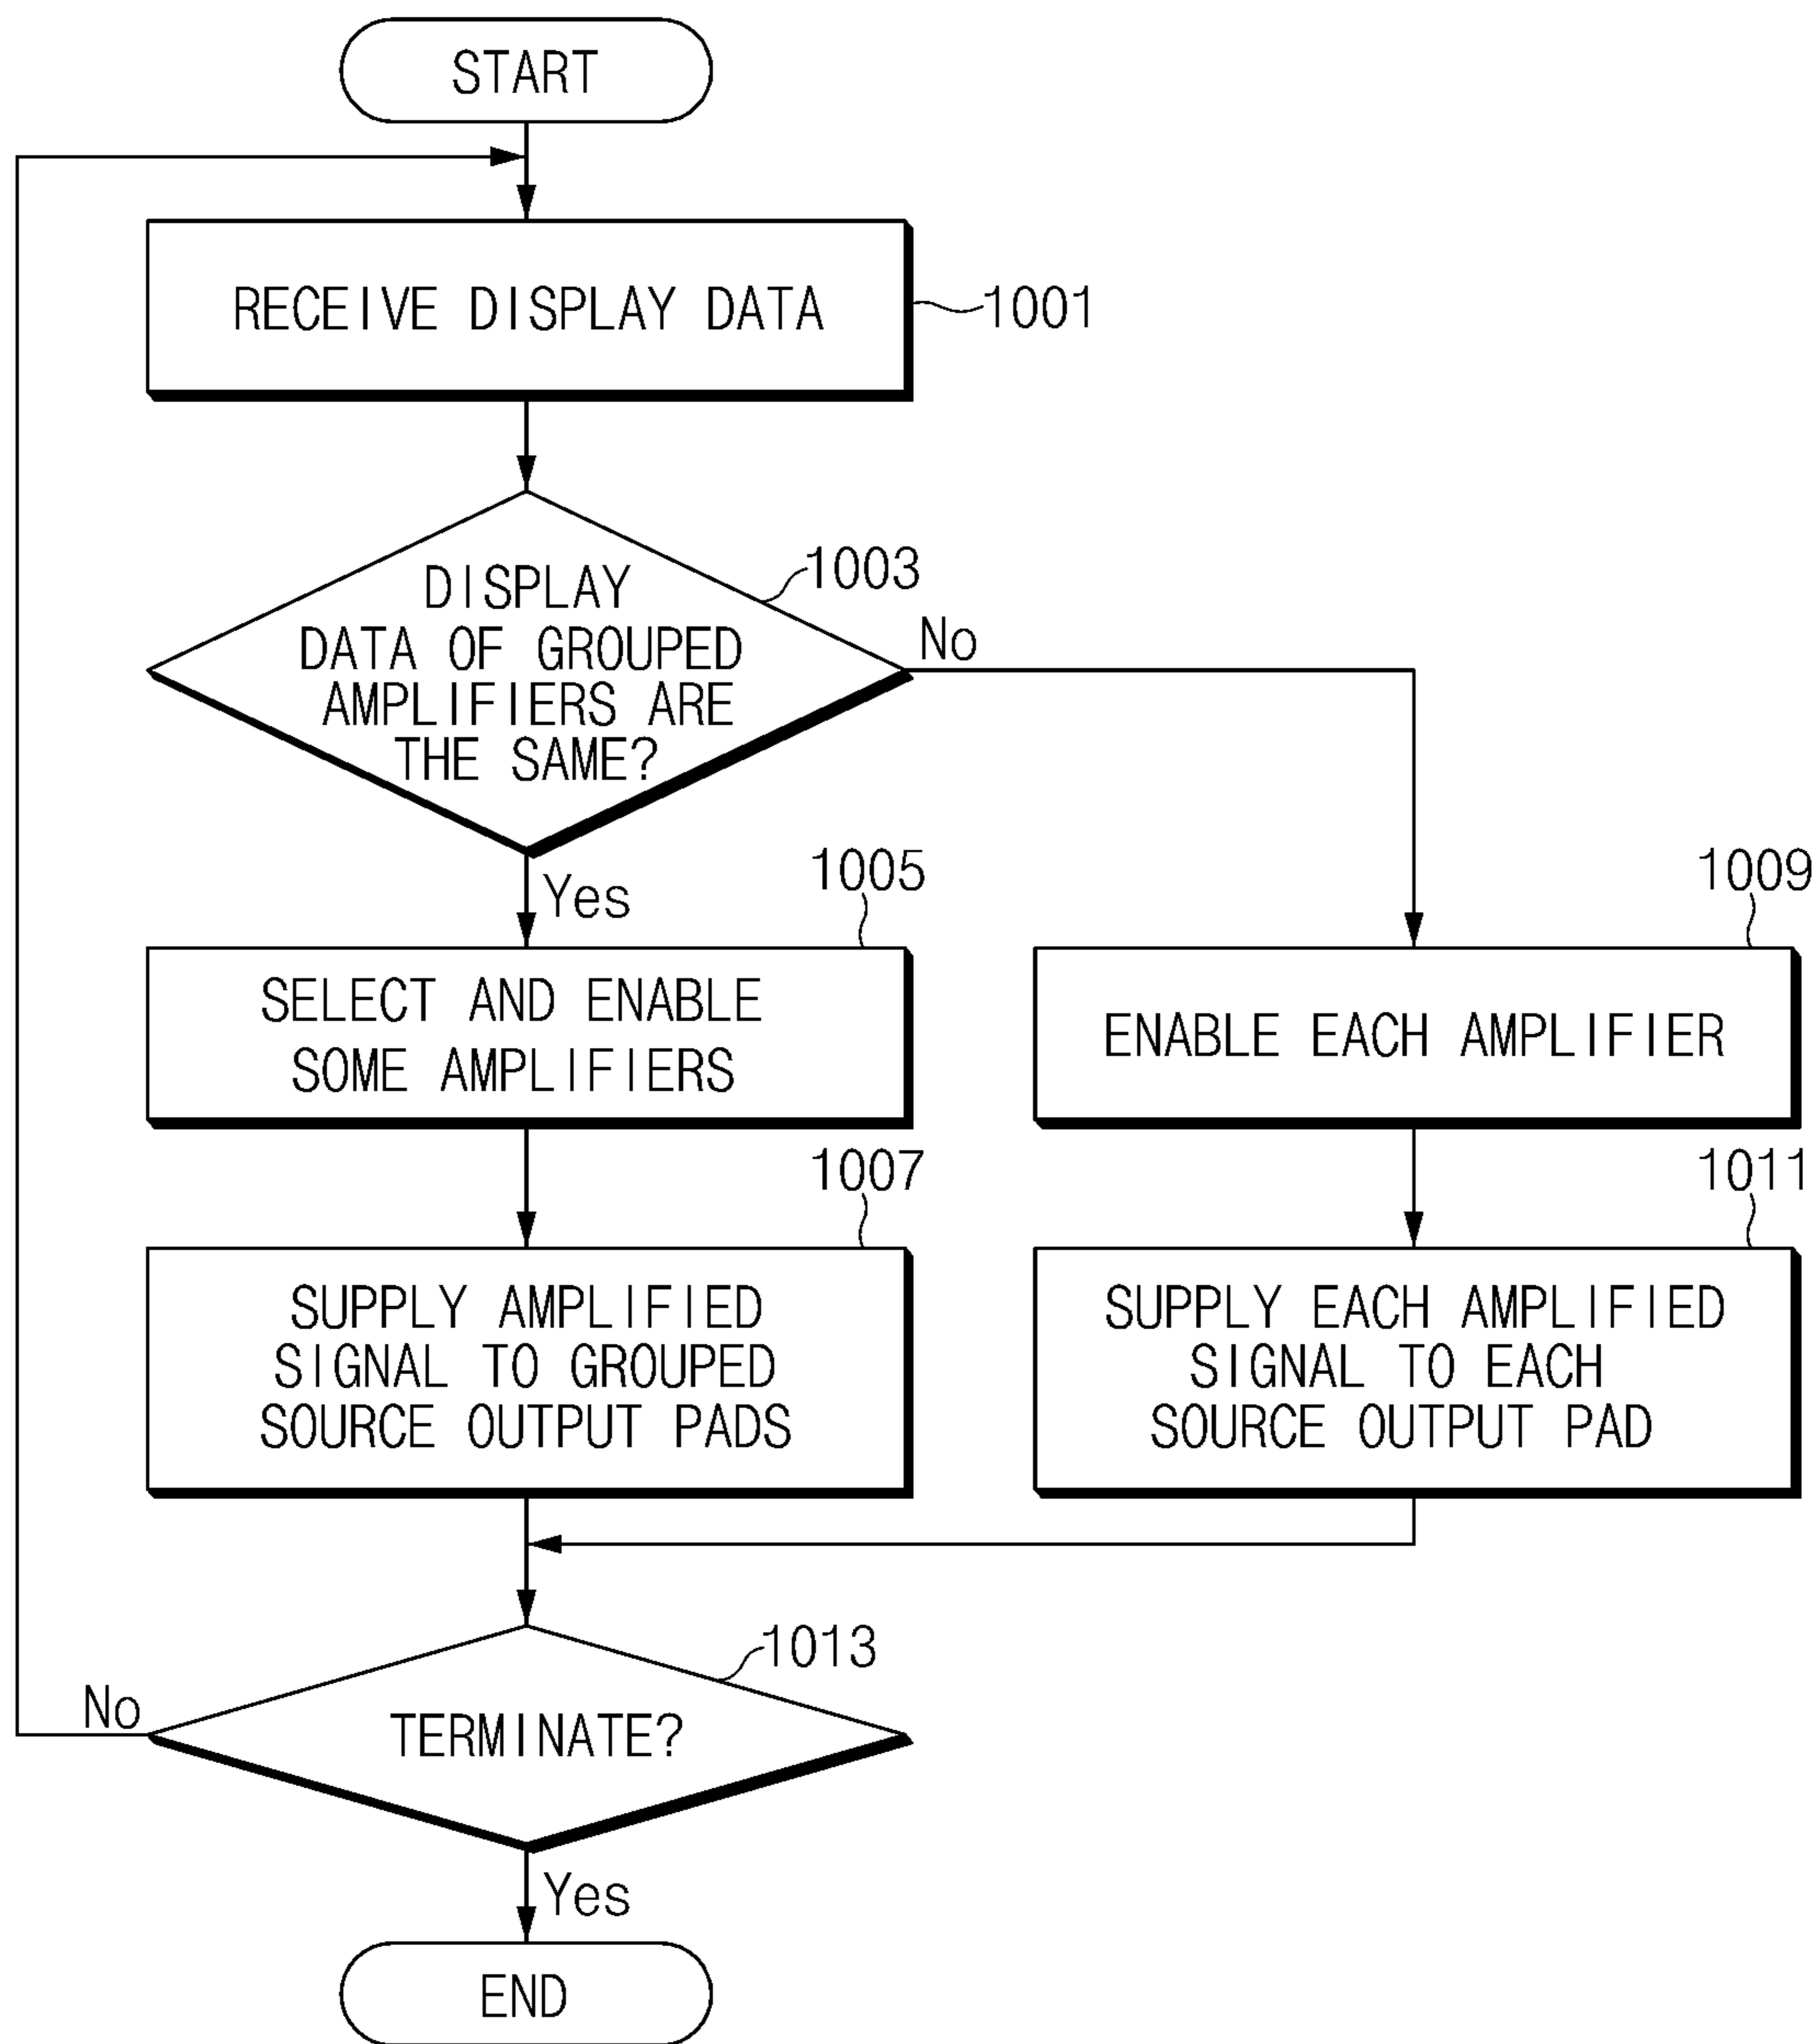 START
RECEIVE DISPLAY DATA
1001
DISPLAY
DATA OF GROUPED
AMPLIFIERS ARE
THE SAME?
1003
No
Yes
1005
SELECT AND ENABLE
SOME AMPLIFIERS
1009
ENABLE EACH AMPLIFIER
1007
SUPPLY AMPLIFIED
SIGNAL TO GROUPED
SOURCE OUTPUT PADS
1011
SUPPLY EACH AMPLIFIED
SIGNAL TO EACH
SOURCE OUTPUT PAD
1013
No
TERMINATE?
Yes
END